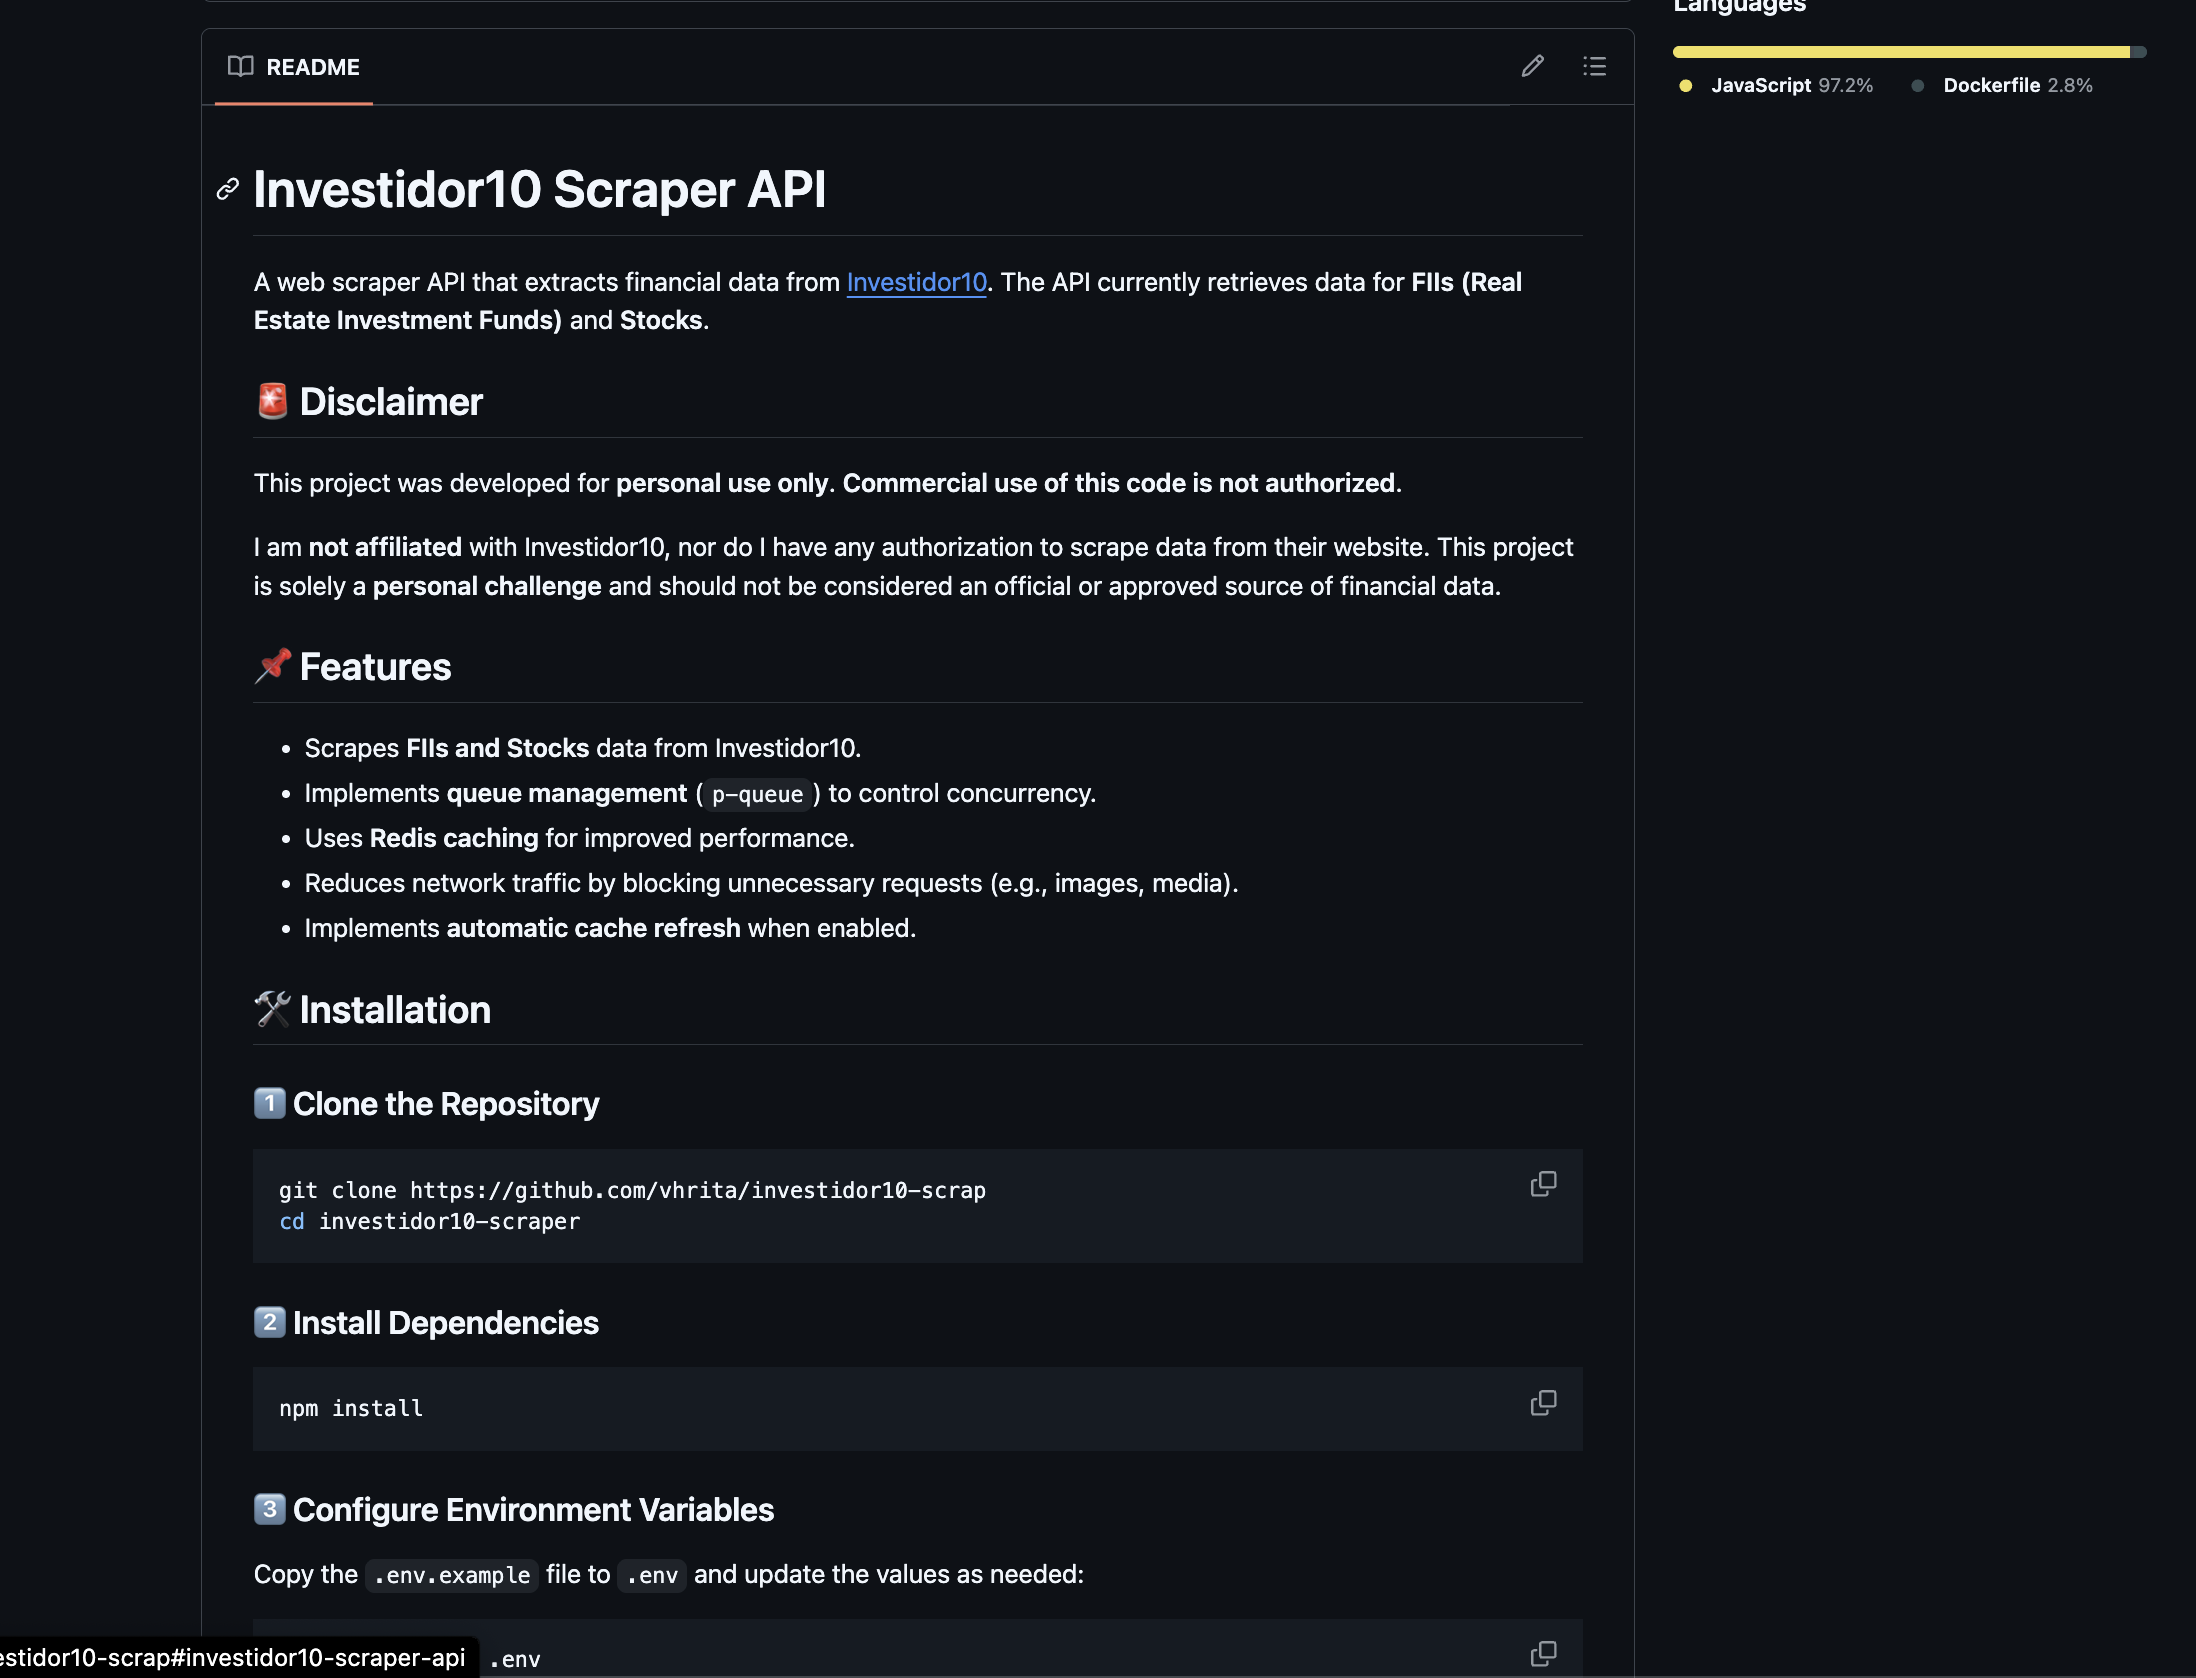 Languages
README
JavaScript 97.2% Dockerfile 2.8%
Investidor10 Scraper API
A web scraper API that extracts financial data from Investidor10. The API currently retrieves data for FIIs (Real
Estate Investment Funds) and Stocks.
🚨 Disclaimer
This project was developed for personal use only. Commercial use of this code is not authorized.
I am not affiliated with Investidor10, nor do I have any authorization to scrape data from their website. This project
is solely a personal challenge and should not be considered an official or approved source of financial data.
📌 Features
• Scrapes FIIs and Stocks data from Investidor10.
• Implements queue management (p-queue) to control concurrency.
• Uses Redis caching for improved performance.
• Reduces network traffic by blocking unnecessary requests (e.g., images, media).
• Implements automatic cache refresh when enabled.
🛠️ Installation
1️⃣ Clone the Repository
git clone https://github.com/vhrita/investidor10-scrap
cd investidor10-scraper
2️⃣ Install Dependencies
npm install
3️⃣ Configure Environment Variables
Copy the .env.example file to .env and update the values as needed:
estidor10-scrap#investidor10-scraper-api .env